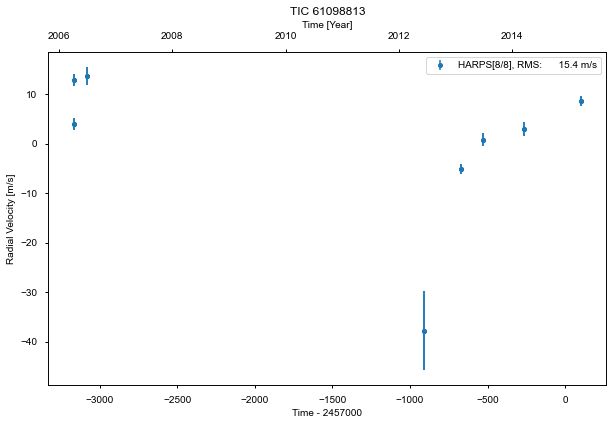 TIC 61098813
Time [Year]
2006 2008 2010 2012 2014
HARPS[8/8], RMS: 15.4 m/s
Radial Velocity [m/s]
10
0
−10
−20
−30
−40
−3000 −2500 −2000 −1500 −1000 −500 0
Time - 2457000